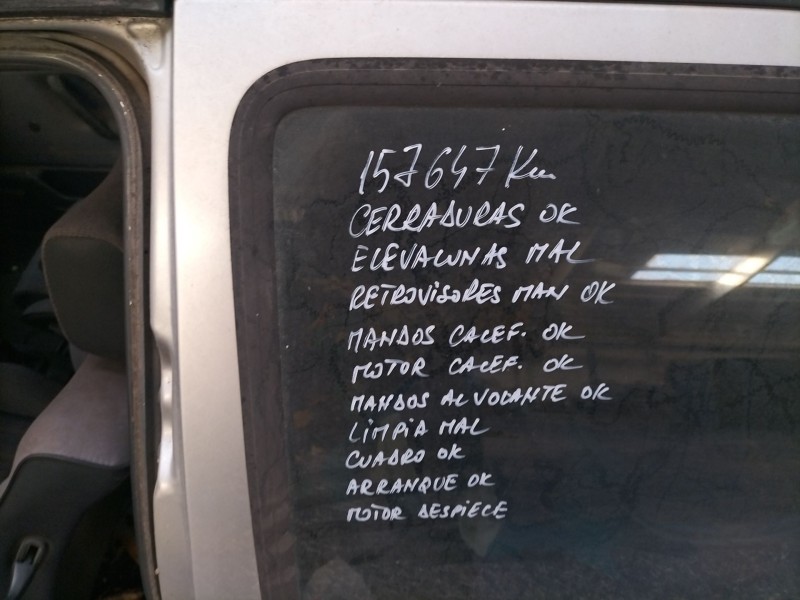 157647 Km
CERRADURAS OK
ELEVALUNAS MAL
RETROVISORES MAN OK
MANDOS CALEF. OK
MOTOR CALEF. OK
MANDOS AL VOLANTE OK
LIMPIA MAL
CUADRO OK
ARRANQUE OK
MOTOR DESPIECE